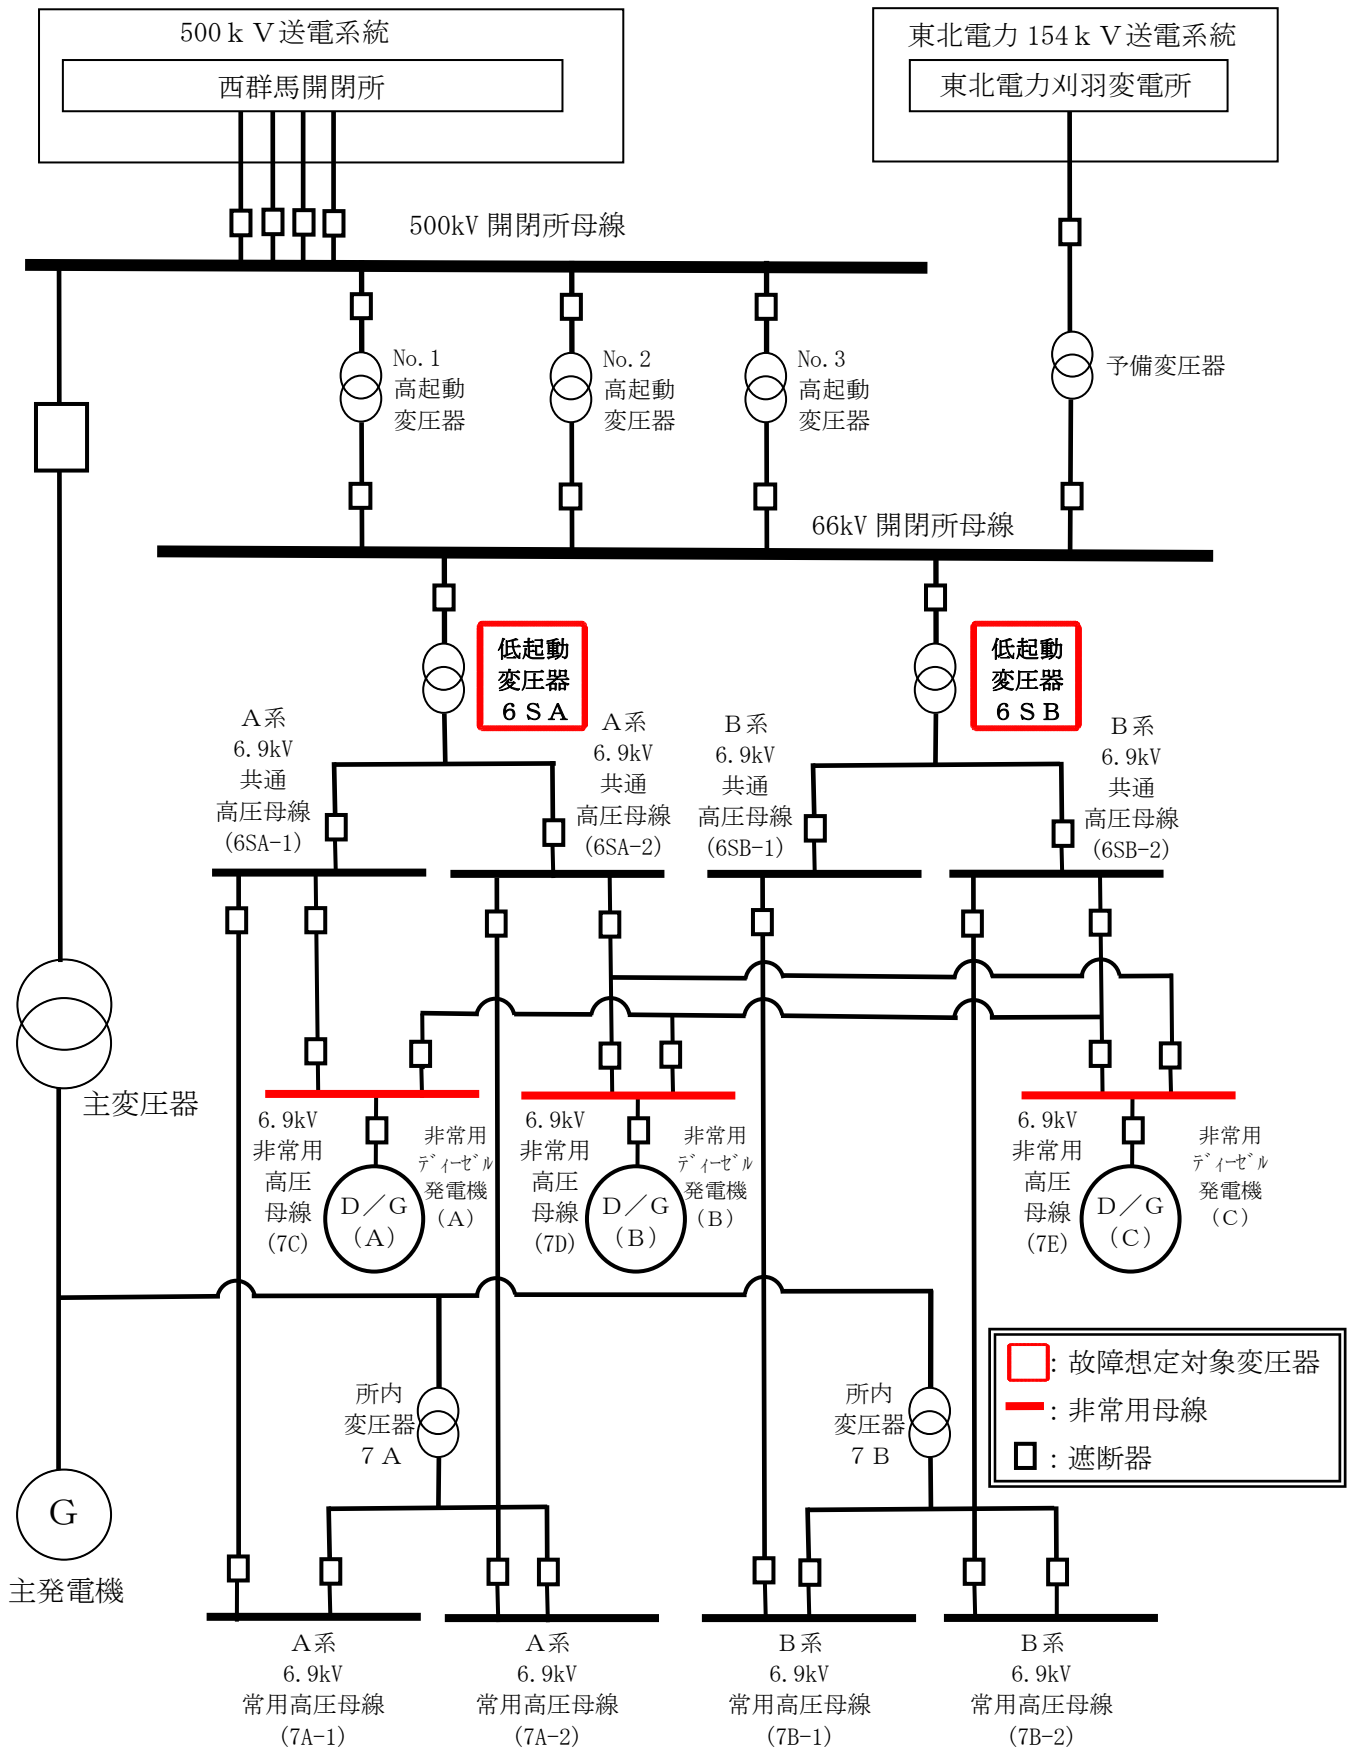 500ｋＶ送電系統
西群馬開閉所
東北電力 154ｋＶ送電系統
東北電力刈羽変電所
500kV 開閉所母線
No.1
高起動
変圧器
No.2
高起動
変圧器
No.3
高起動
変圧器
予備変圧器
66kV 開閉所母線
低起動
変圧器
６ＳＡ
低起動
変圧器
６ＳＢ
Ａ系
6.9kV
共通
高圧母線
(6SA-1)
Ａ系
6.9kV
共通
高圧母線
(6SA-2)
Ｂ系
6.9kV
共通
高圧母線
(6SB-1)
Ｂ系
6.9kV
共通
高圧母線
(6SB-2)
主変圧器
6.9kV
非常用
高圧
母線
(7C)
Ｄ／Ｇ
（Ａ）
非常用
ﾃﾞｨｰｾﾞﾙ
発電機
（Ａ）
6.9kV
非常用
高圧
母線
(7D)
Ｄ／Ｇ
（Ｂ）
非常用
ﾃﾞｨｰｾﾞﾙ
発電機
（Ｂ）
6.9kV
非常用
高圧
母線
(7E)
Ｄ／Ｇ
（Ｃ）
非常用
ﾃﾞｨｰｾﾞﾙ
発電機
（Ｃ）
所内
変圧器
７Ａ
所内
変圧器
７Ｂ
：故障想定対象変圧器
：非常用母線
：遮断器
Ｇ
主発電機
Ａ系
6.9kV
常用高圧母線
(7A-1)
Ａ系
6.9kV
常用高圧母線
(7A-2)
Ｂ系
6.9kV
常用高圧母線
(7B-1)
Ｂ系
6.9kV
常用高圧母線
(7B-2)